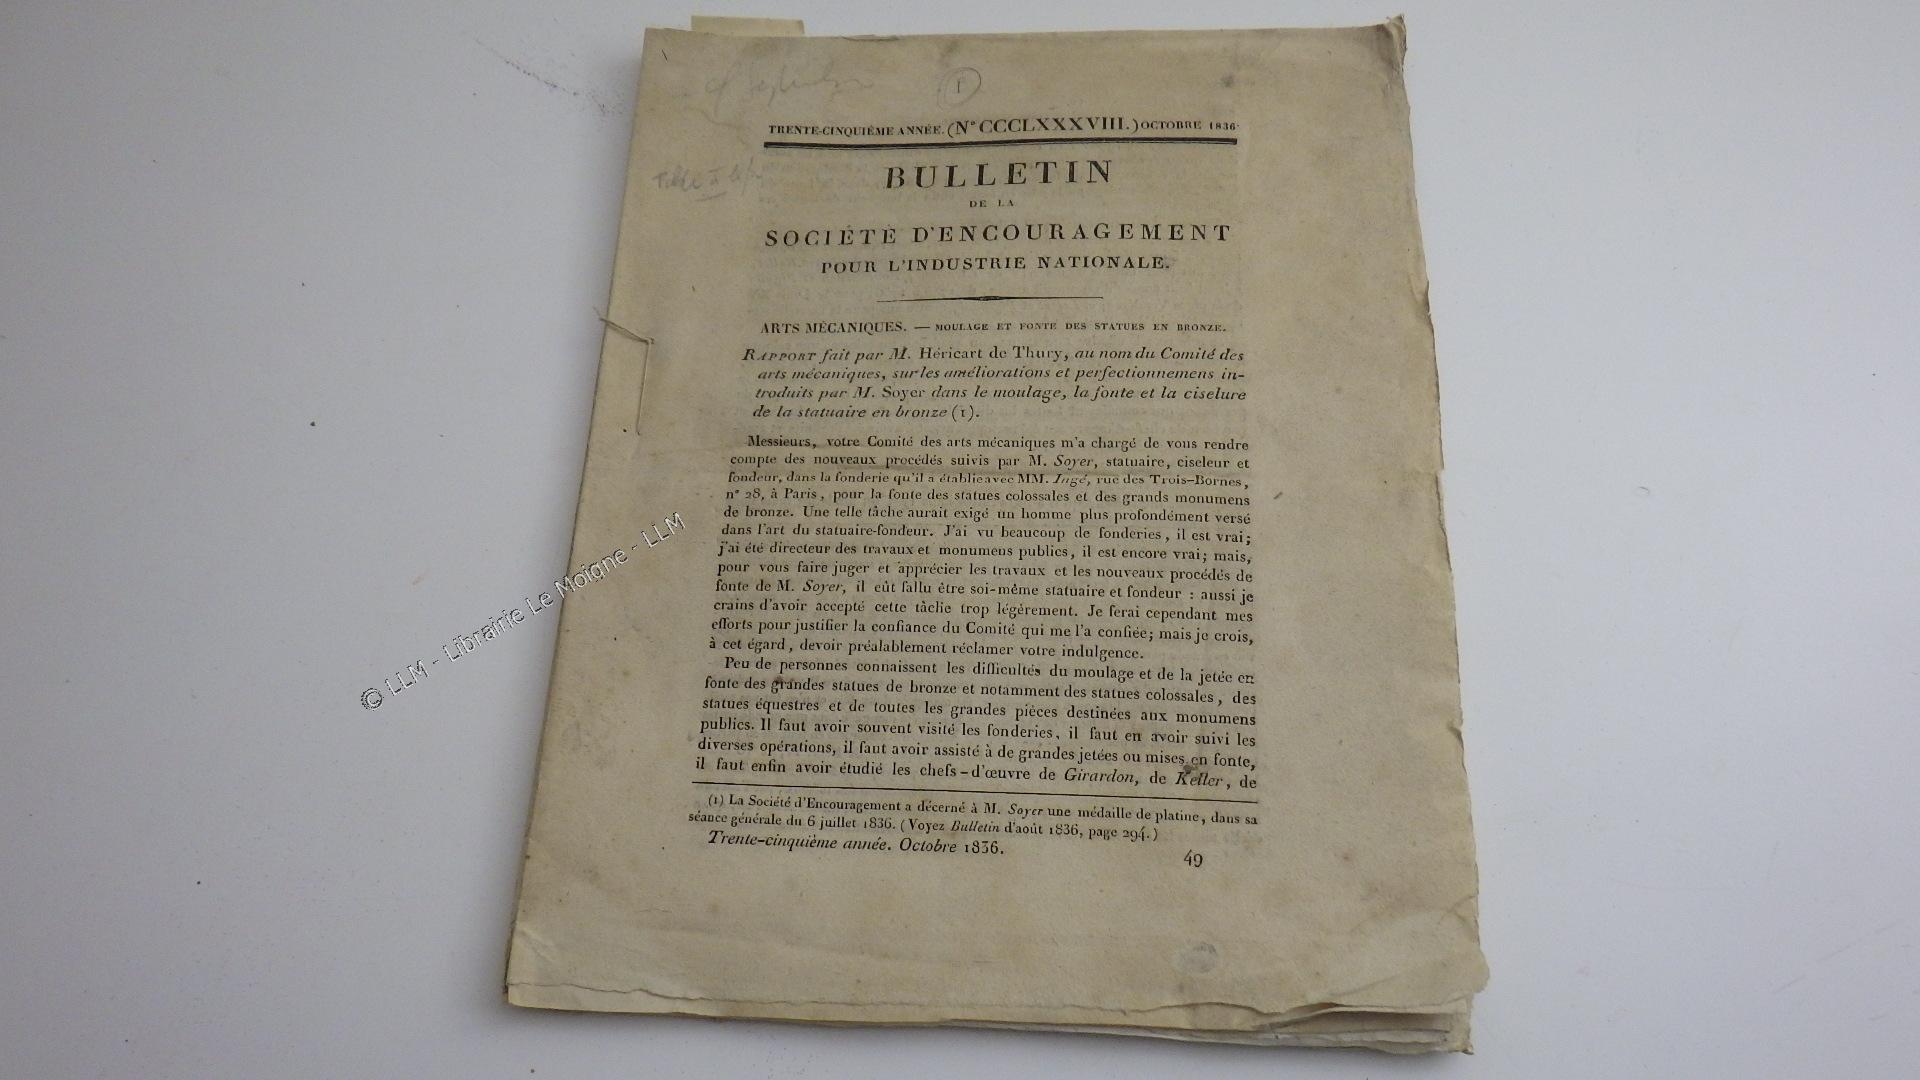 I
TRENTE-CINQUIÈME ANNÉE. (N° CCCLXXXVIII.) OCTOBRE 1836.
BULLETIN
DE LA
SOCIÉTÉ D'ENCOURAGEMENT
POUR L'INDUSTRIE NATIONALE.
ARTS MÉCANIQUES. — MOULAGE ET FONTE DES STATUES EN BRONZE.
RAPPORT fait par M. Héricart de Thury, au nom du Comité des
arts mécaniques, sur les améliorations et perfectionnemens in-
troduits par M. Soyer dans le moulage, la fonte et la ciselure
de la statuaire en bronze (1).
Messieurs, votre Comité des arts mécaniques m'a chargé de vous rendre
compte des nouveaux procédés suivis par M. Soyer, statuaire, ciseleur et
fondeur, dans la fonderie qu'il a établie avec MM. Ingé, rue des Trois-Bornes,
n° 28, à Paris, pour la fonte des statues colossales et des grands monumens
de bronze. Une telle tâche aurait exigé un homme plus profondément versé
dans l'art du statuaire-fondeur. J'ai vu beaucoup de fonderies, il est vrai;
j'ai été directeur des travaux et monumens publics, il est encore vrai; mais,
pour vous faire juger et apprécier les travaux et les nouveaux procédés de
fonte de M. Soyer, il eût fallu être soi-même statuaire et fondeur : aussi je
crains d'avoir accepté cette tâche trop légérement. Je ferai cependant mes
efforts pour justifier la confiance du Comité qui me l'a confiée; mais je crois,
à cet égard, devoir préalablement réclamer votre indulgence.
Peu de personnes connaissent les difficultés du moulage et de la jetée en
fonte des grandes statues de bronze et notamment des statues colossales, des
statues équestres et de toutes les grandes pièces destinées aux monumens
publics. Il faut avoir souvent visité les fonderies, il faut en avoir suivi les
diverses opérations, il faut avoir assisté à de grandes jetées ou mises en fonte,
il faut enfin avoir étudié les chefs-d'œuvre de Girardon, de Keller, de
(1) La Société d'Encouragement a décerné à M. Soyer une médaille de platine, dans sa
séance générale du 6 juillet 1836. (Voyez Bulletin d'août 1836, page 294.)
Trente-cinquième année. Octobre 1836.
49
© LLM - Librairie Le Moigne - LLM